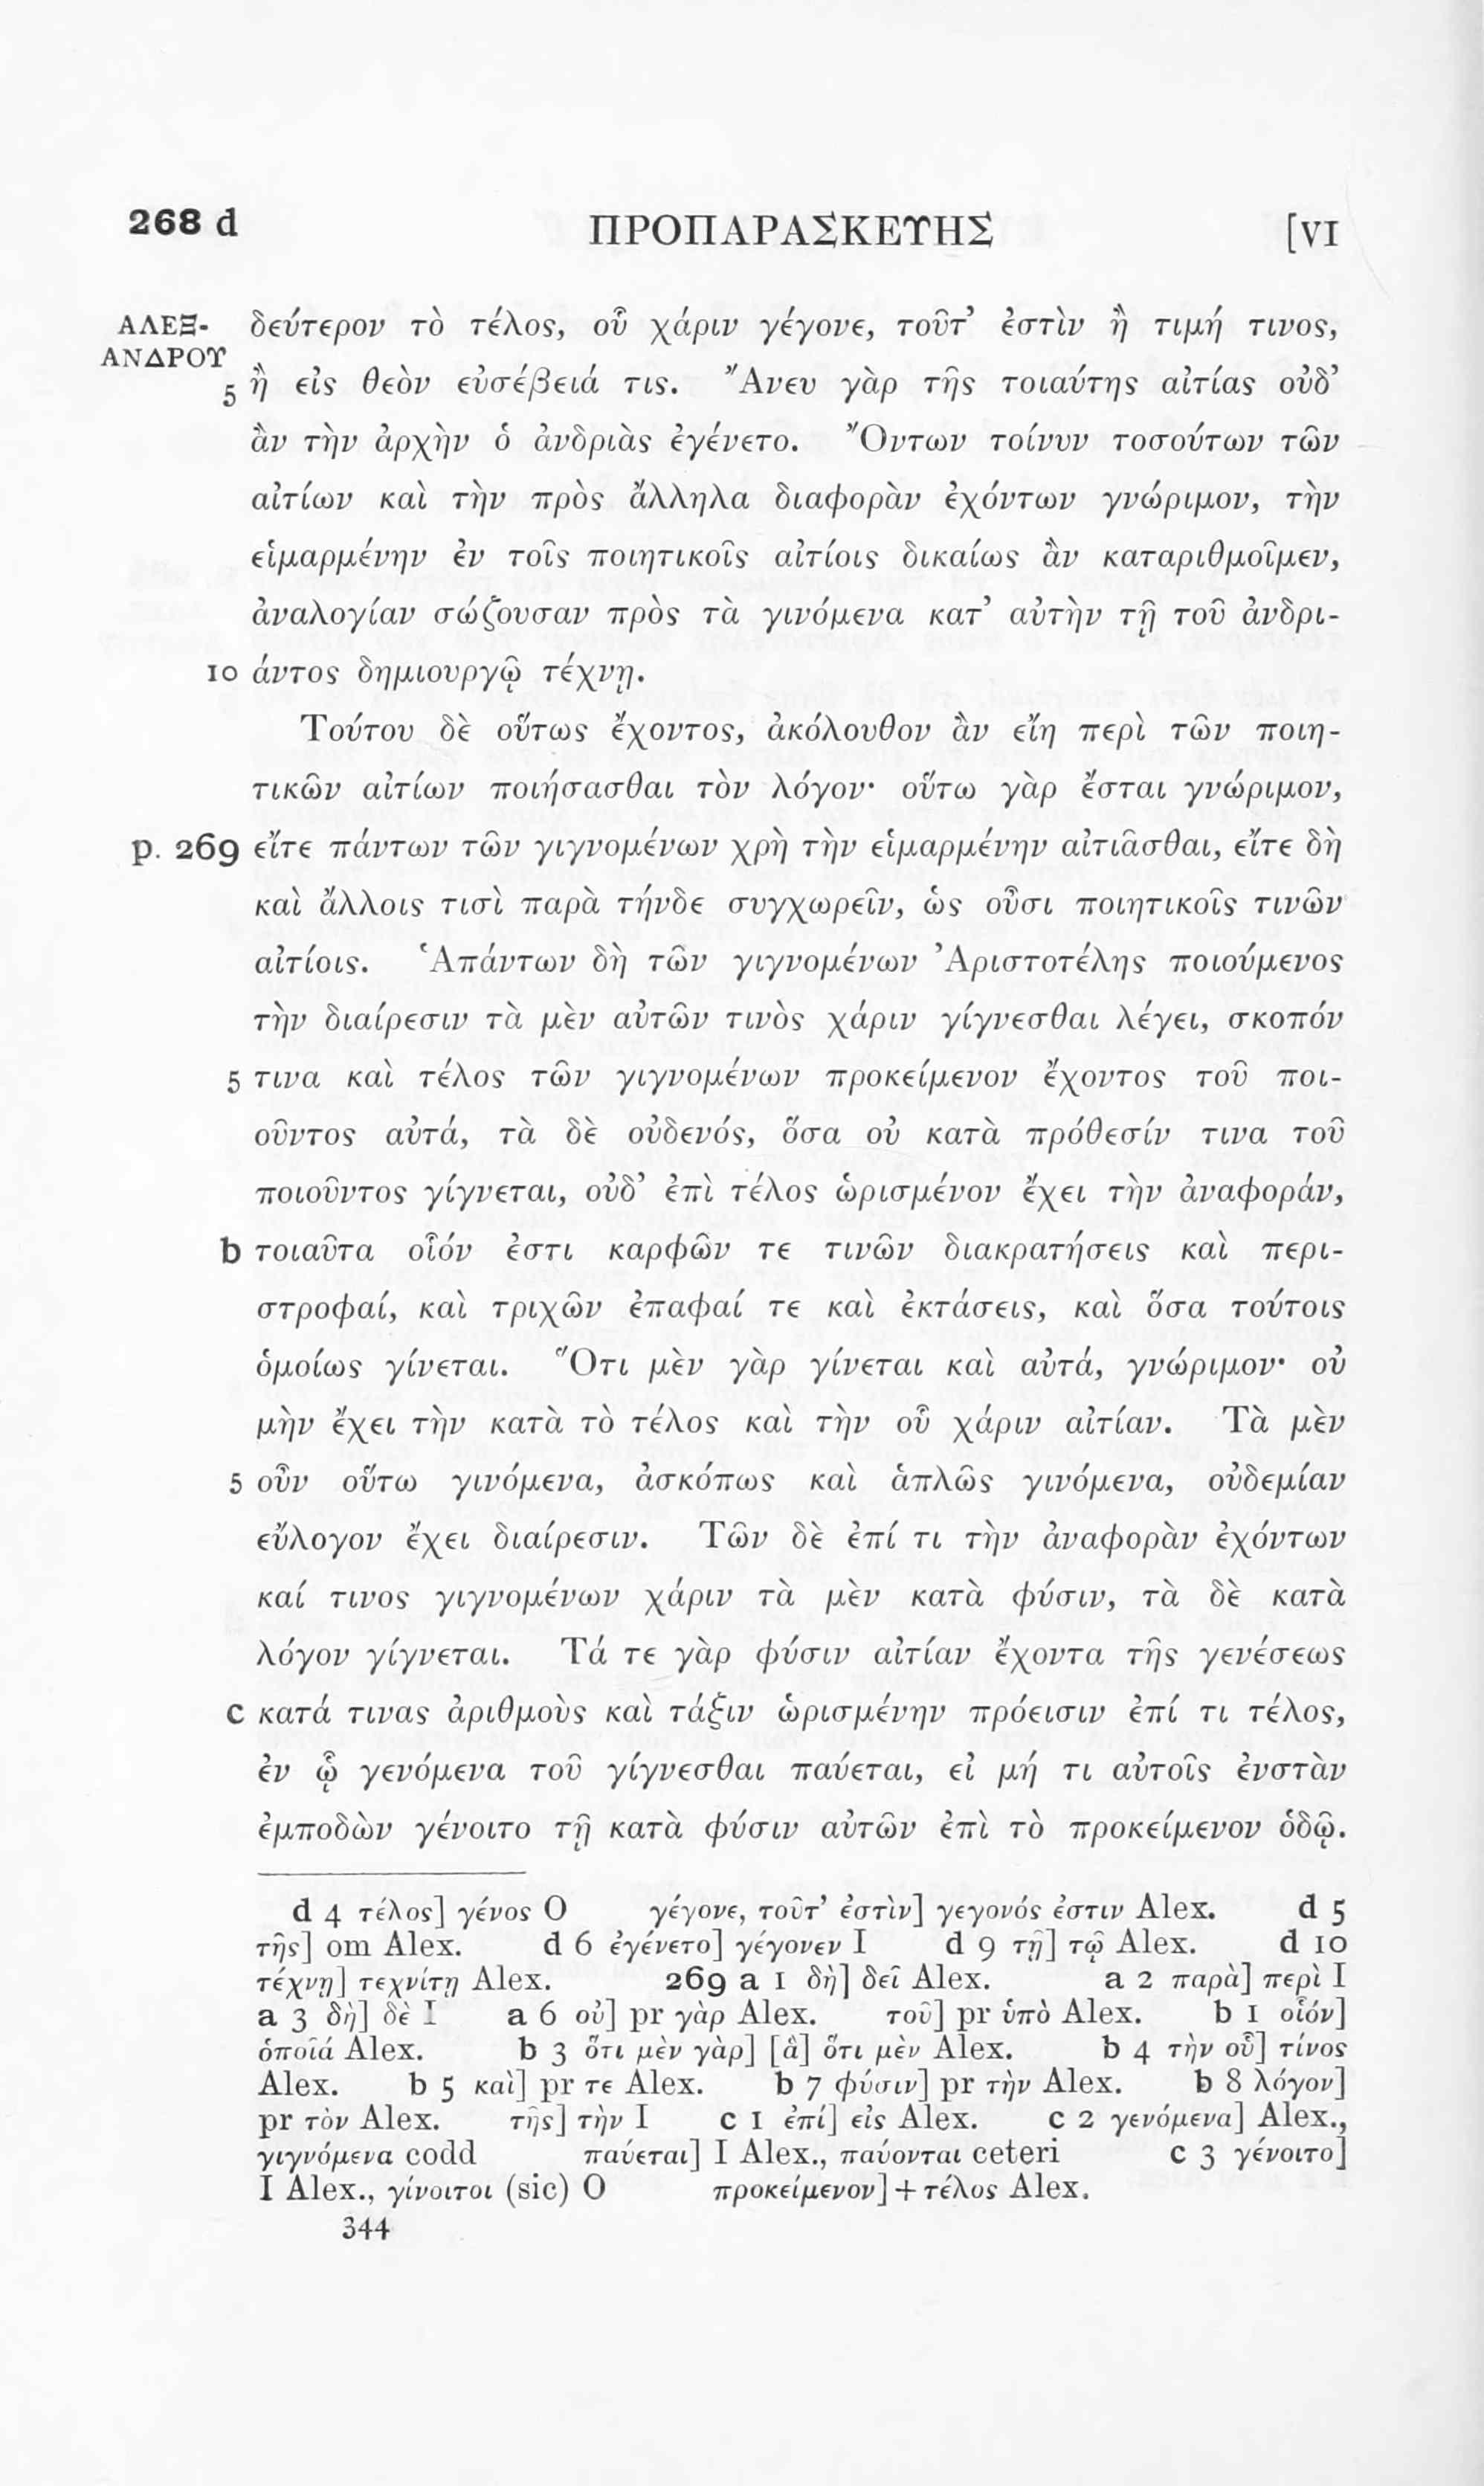 268 d ΠΡΟΠΑΡΑΣΚΕΥΗΣ [VI
ΑΛΕΞ- δεύτερον τὸ τέλος, οὗ χάριν γέγονε, τοῦτ’ ἐστὶν ἢ τιμή τινος,
ΑΝΔΡΟΥ
5 ἢ εἰς θεὸν εὐσέβειά τις. Ἄνευ γὰρ τῆς τοιαύτης αἰτίας οὐδ’
ἂν τὴν ἀρχὴν ὁ ἀνδριὰς ἐγένετο. Ὄντων τοίνυν τοσούτων τῶν
αἰτίων καὶ τὴν πρὸς ἄλληλα διαφορὰν ἐχόντων γνώριμον, τὴν
εἱμαρμένην ἐν τοῖς ποιητικοῖς αἰτίοις δικαίως ἂν καταριθμοῖμεν,
ἀναλογίαν σώζουσαν πρὸς τὰ γινόμενα κατ’ αὐτὴν τῇ τοῦ ἀνδρι-
10 άντος δημιουργῷ τέχνῃ.
Τούτου δὲ οὕτως ἔχοντος, ἀκόλουθον ἂν εἴη περὶ τῶν ποιη-
τικῶν αἰτίων ποιήσασθαι τὸν λόγον· οὕτω γὰρ ἔσται γνώριμον,
p. 269 εἴτε πάντων τῶν γιγνομένων χρὴ τὴν εἱμαρμένην αἰτιᾶσθαι, εἴτε δὴ
καὶ ἄλλοις τισὶ παρὰ τήνδε συγχωρεῖν, ὡς οὖσι ποιητικοῖς τινῶν
αἰτίοις. Ἁπάντων δὴ τῶν γιγνομένων Ἀριστοτέλης ποιούμενος
τὴν διαίρεσιν τὰ μὲν αὐτῶν τινὸς χάριν γίγνεσθαι λέγει, σκοπόν
5 τινα καὶ τέλος τῶν γιγνομένων προκείμενον ἔχοντος τοῦ ποι-
οῦντος αὐτά, τὰ δὲ οὐδενός, ὅσα οὐ κατὰ πρόθεσίν τινα τοῦ
ποιοῦντος γίγνεται, οὐδ’ ἐπὶ τέλος ὡρισμένον ἔχει τὴν ἀναφοράν,
b τοιαῦτα οἷόν ἐστι καρφῶν τε τινῶν διακρατήσεις καὶ περι-
στροφαί, καὶ τριχῶν ἐπαφαί τε καὶ ἐκτάσεις, καὶ ὅσα τούτοις
ὁμοίως γίνεται. Ὅτι μὲν γὰρ γίνεται καὶ αὐτά, γνώριμον· οὐ
μὴν ἔχει τὴν κατὰ τὸ τέλος καὶ τὴν οὗ χάριν αἰτίαν. Τὰ μὲν
5 οὖν οὕτω γινόμενα, ἀσκόπως καὶ ἁπλῶς γινόμενα, οὐδεμίαν
εὔλογον ἔχει διαίρεσιν. Τῶν δὲ ἐπί τι τὴν ἀναφορὰν ἐχόντων
καί τινος γιγνομένων χάριν τὰ μὲν κατὰ φύσιν, τὰ δὲ κατὰ
λόγον γίγνεται. Τά τε γὰρ φύσιν αἰτίαν ἔχοντα τῆς γενέσεως
c κατά τινας ἀριθμοὺς καὶ τάξιν ὡρισμένην πρόεισιν ἐπί τι τέλος,
ἐν ᾧ γενόμενα τοῦ γίγνεσθαι παύεται, εἰ μή τι αὐτοῖς ἐνστὰν
ἐμποδὼν γένοιτο τῇ κατὰ φύσιν αὐτῶν ἐπὶ τὸ προκείμενον ὁδῷ.
d 4 τέλος] γένος O γέγονε, τοῦτ’ ἐστὶν] γεγονός ἐστιν Alex. d 5
τῆς] om Alex. d 6 ἐγένετο] γέγονεν I d 9 τῇ] τῷ Alex. d 10
τέχνῃ] τεχνίτῃ Alex. 269 a 1 δὴ] δεῖ Alex. a 2 παρὰ] περὶ I
a 3 δὴ] δὲ I a 6 οὐ] pr γὰρ Alex. τοῦ] pr ὑπὸ Alex. b 1 οἷόν]
ὁποῖά Alex. b 3 ὅτι μὲν γὰρ] [ἃ] ὅτι μὲν Alex. b 4 τὴν οὗ] τίνος
Alex. b 5 καὶ] pr τε Alex. b 7 φύσιν] pr τὴν Alex. b 8 λόγον]
pr τὸν Alex. τῆς] τὴν I c 1 ἐπί] εἰς Alex. c 2 γενόμενα] Alex.,
γιγνόμενα codd παύεται] I Alex., παύονται ceteri c 3 γένοιτο]
I Alex., γίνοιτοι (sic) O προκείμενον] + τέλος Alex.
344